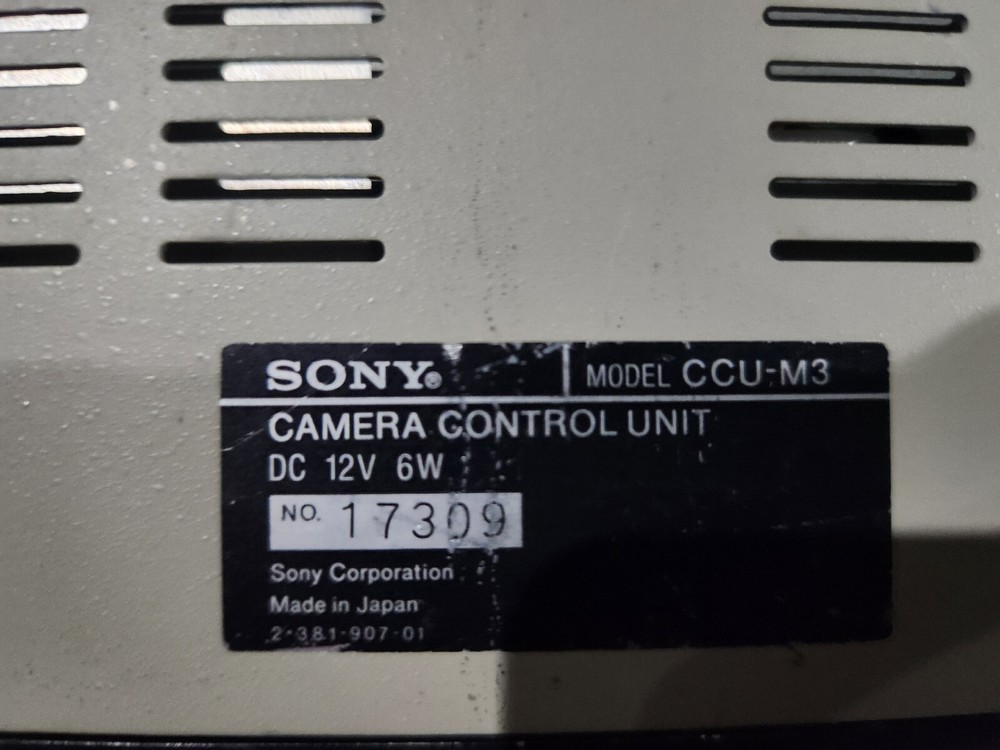 SONY® MODEL CCU-M3
CAMERA CONTROL UNIT
DC 12V 6W
NO. 17309
Sony Corporation
Made in Japan
2-381-907-01